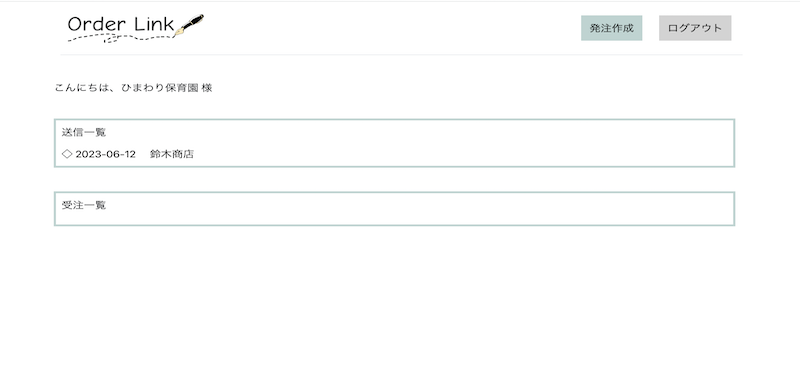 Order Link
発注作成
ログアウト
こんにちは、ひまわり保育園 様
送信一覧
◇ 2023-06-12 鈴木商店
受注一覧